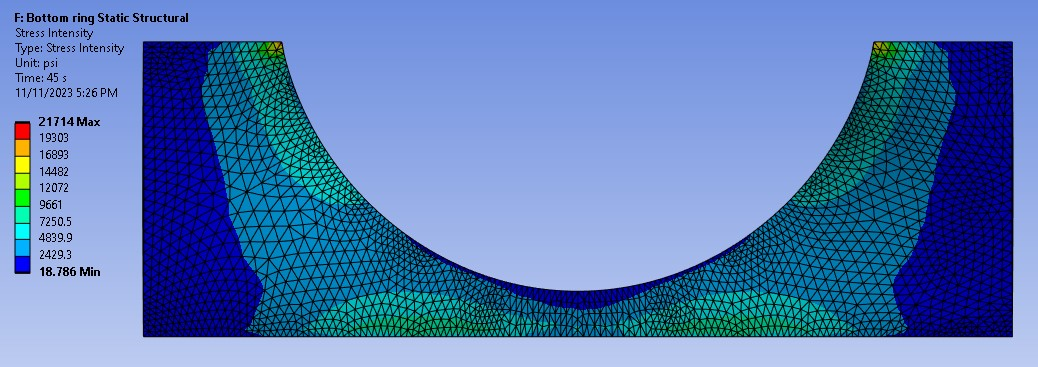 F: Bottom ring Static Structural
Stress Intensity
Type: Stress Intensity
Unit: psi
Time: 45 s
11/11/2023 5:26 PM
21714 Max
19303
16893
14482
12072
9661
7250.5
4839.9
2429.3
18.786 Min